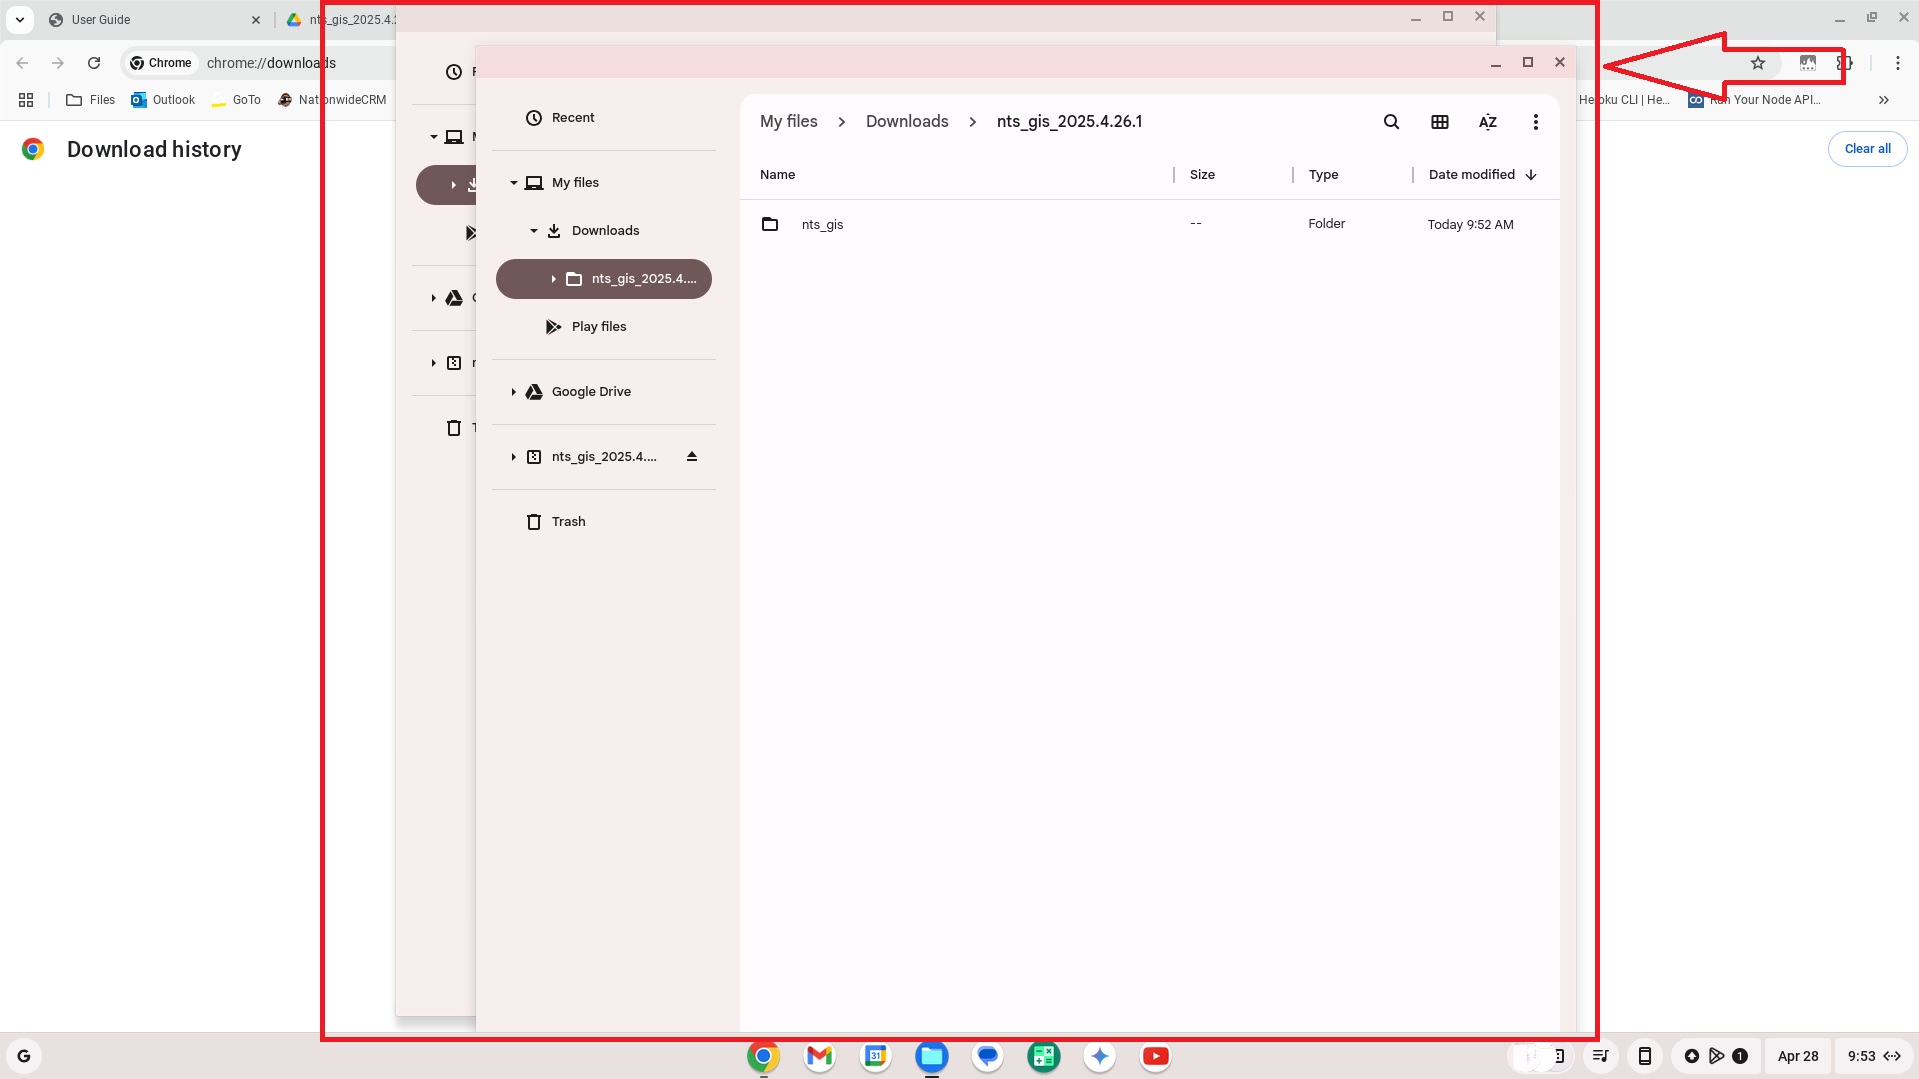 User Guide
nts_gis_2025.4.2
Chrome
chrome://downloads
Files
Outlook
GoTo
NationwideCRM
Heroku CLI | He...
Run Your Node API...
Download history
Clear all
Recent
My files
Downloads
nts_gis_2025.4....
Play files
Google Drive
nts_gis_2025.4....
Trash
My files
Downloads
nts_gis_2025.4.26.1
AZ
Name
Size
Type
Date modified
nts_gis
--
Folder
Today 9:52 AM
G
31
1
Apr 28
9:53